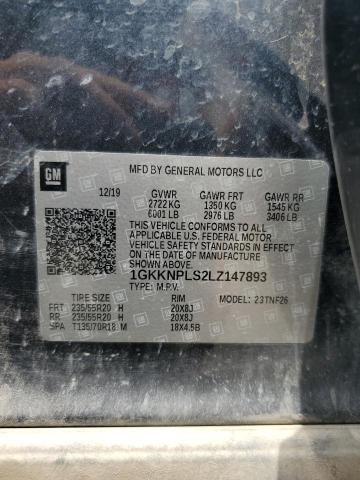 GM
MFD BY GENERAL MOTORS LLC
12/19 GVWR GAWR FRT GAWR RR
2722 KG 1350 KG 1545 KG
6001 LB 2976 LB 3406 LB
THIS VEHICLE CONFORMS TO ALL
APPLICABLE U.S. FEDERAL MOTOR
VEHICLE SAFETY STANDARDS IN EFFECT
ON THE DATE OF MANUFACTURE
SHOWN ABOVE.
1GKKNPLS2LZ147893
TYPE: M.P.V. MODEL: 23TNF26
TIRE SIZE RIM
FRT 235/55R20 H 20X8J
RR 235/55R20 H 20X8J
SPA T135/70R18 M 18X4.5B